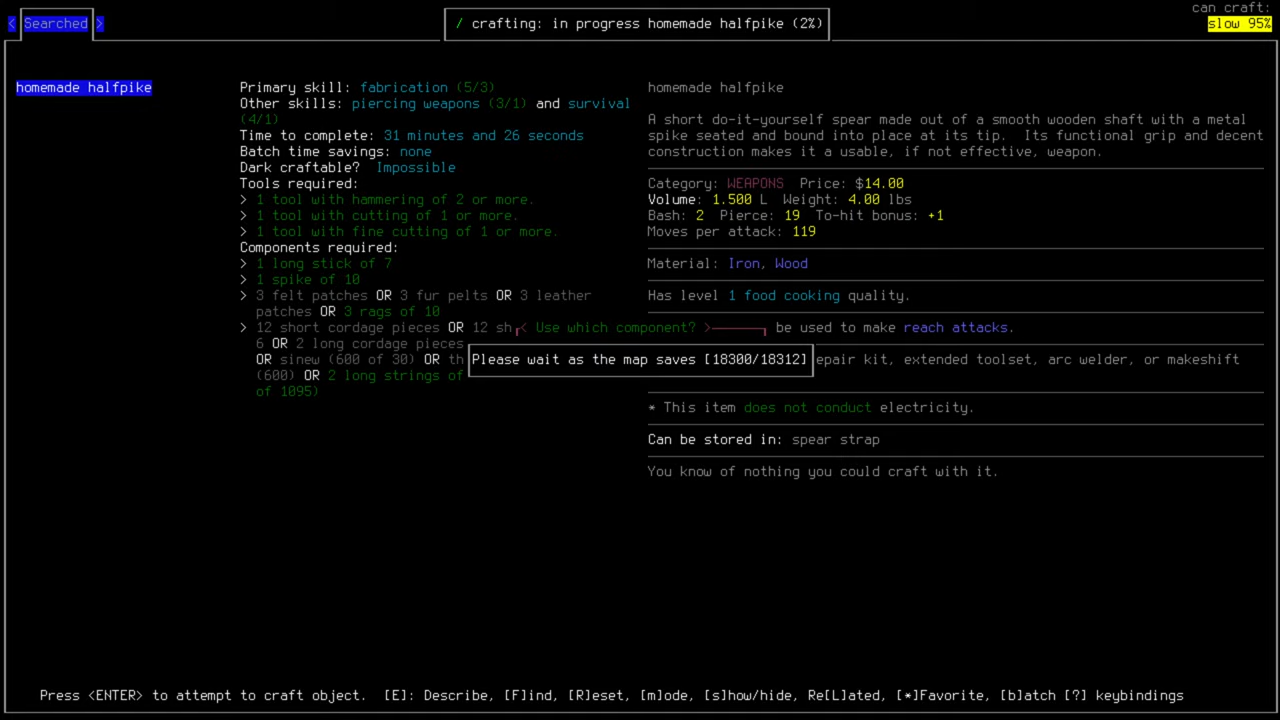 can craft:
< Searched >
/ crafting: in progress homemade halfpike (2%)
slow 95%
homemade halfpike
Primary skill: fabrication (5/3)
Other skills: piercing weapons (3/1) and survival
(4/1)
Time to complete: 31 minutes and 26 seconds
Batch time savings: none
Dark craftable? Impossible
Tools required:
> 1 tool with hammering of 2 or more.
> 1 tool with cutting of 1 or more.
> 1 tool with fine cutting of 1 or more.
Components required:
> 1 long stick of 7
> 1 spike of 10
> 3 felt patches OR 3 fur pelts OR 3 leather
patches OR 3 rags of 10
> 12 short cordage pieces OR 12 sh
6 OR 2 long cordage pieces
OR sinew (600 of 30) OR th
(600) OR 2 long strings of
of 1095)
< Use which component? >
Please wait as the map saves [18300/18312]
homemade halfpike
A short do-it-yourself spear made out of a smooth wooden shaft with a metal
spike seated and bound into place at its tip. Its functional grip and decent
construction makes it a usable, if not effective, weapon.
Category: WEAPONS Price: $14.00
Volume: 1.500 L Weight: 4.00 lbs
Bash: 2 Pierce: 19 To-hit bonus: +1
Moves per attack: 119
Material: Iron, Wood
Has level 1 food cooking quality.
be used to make reach attacks.
epair kit, extended toolset, arc welder, or makeshift
* This item does not conduct electricity.
Can be stored in: spear strap
You know of nothing you could craft with it.
Press <ENTER> to attempt to craft object. [E]: Describe, [F]ind, [R]eset, [m]ode, [s]how/hide, Re[L]ated, [*]Favorite, [b]atch [?] keybindings